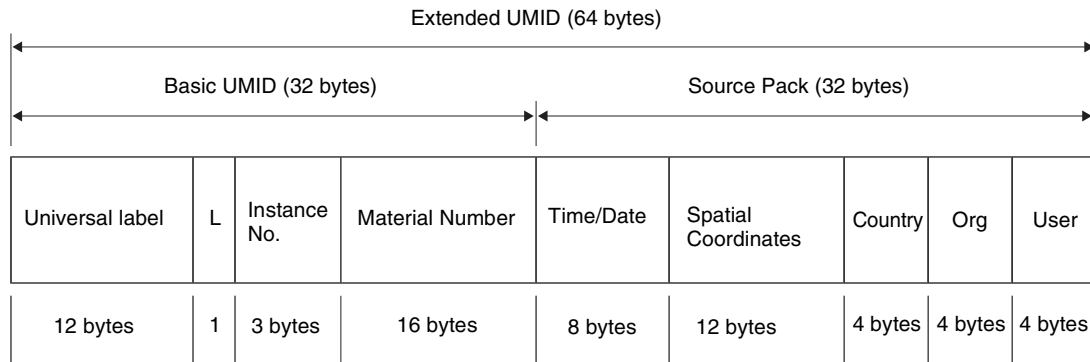 Extended UMID (64 bytes)
Basic UMID (32 bytes) Source Pack (32 bytes)
Universal label L Instance No. Material Number Time/Date Spatial Coordinates Country Org User
12 bytes 1 3 bytes 16 bytes 8 bytes 12 bytes 4 bytes 4 bytes 4 bytes